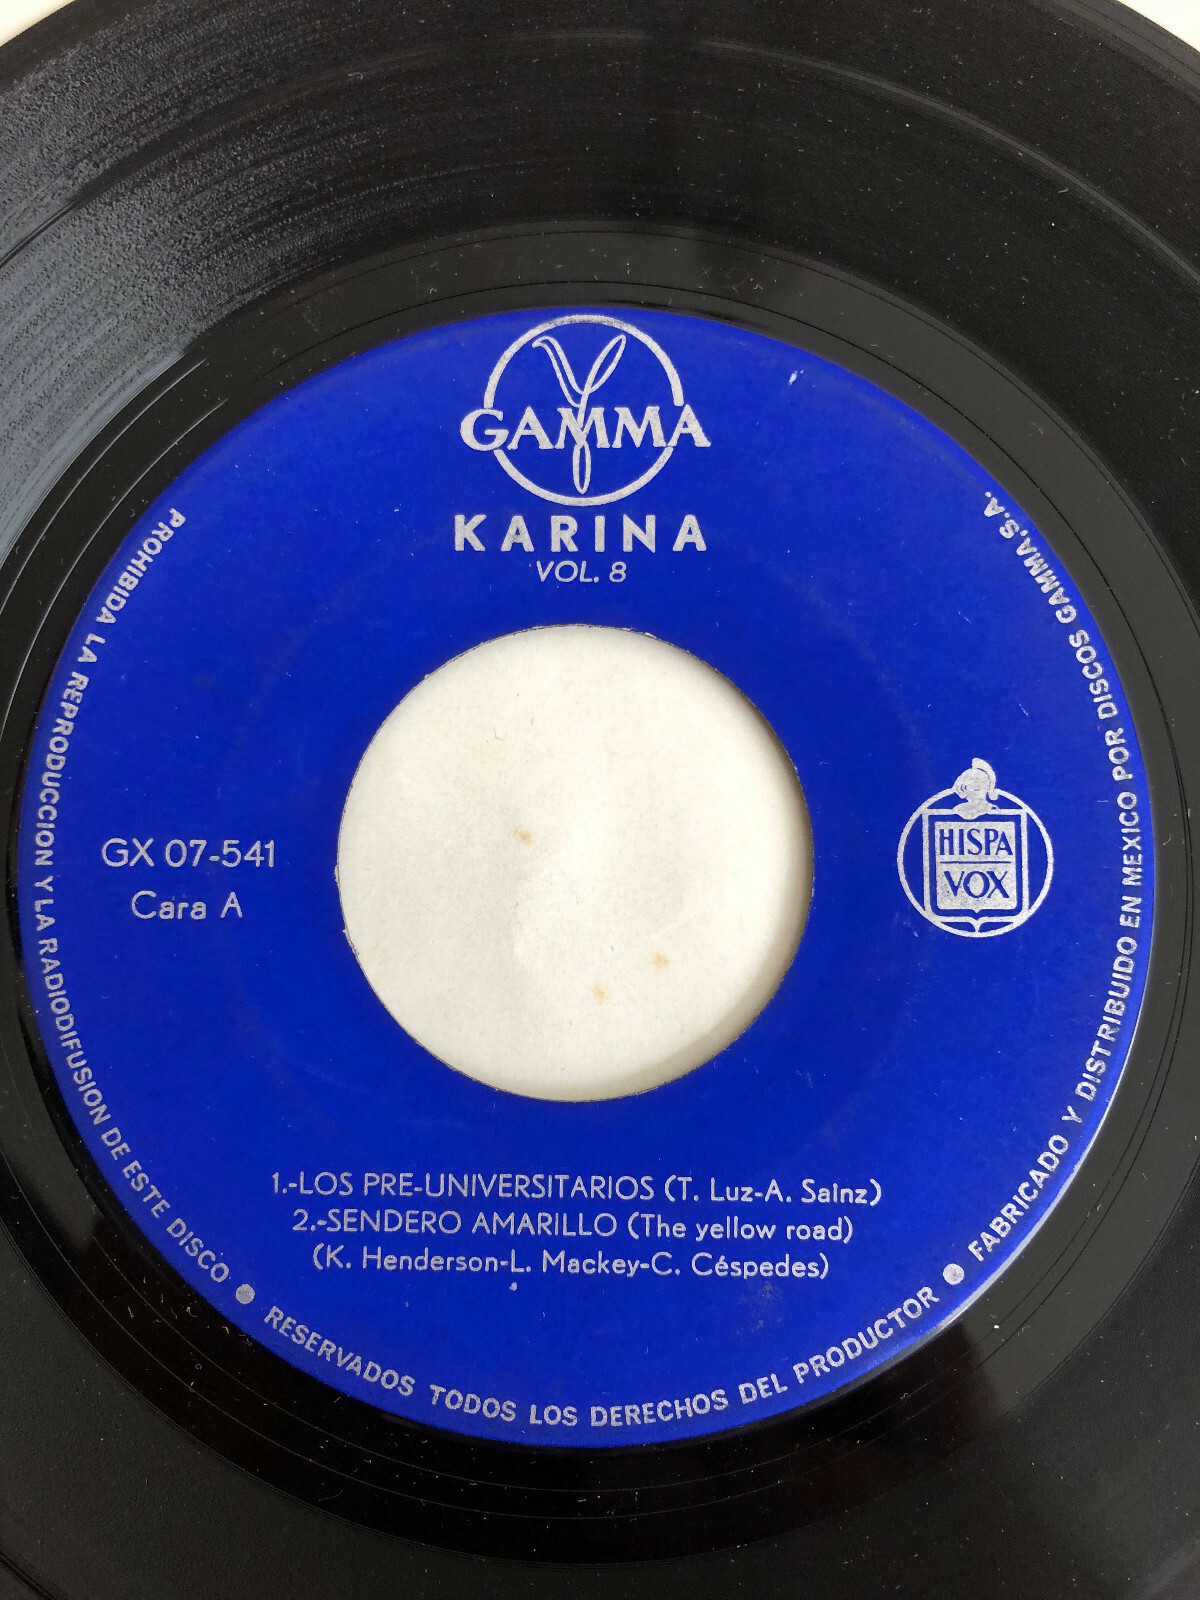 GAMMA
KARINA
VOL. 8
GX 07-541
Cara A
HISPA
VOX
1.-LOS PRE-UNIVERSITARIOS (T. Luz-A. Sainz)
2.-SENDERO AMARILLO (The yellow road)
(K. Henderson-L. Mackey-C. Céspedes)
PROHIBIDA LA REPRODUCCION Y LA RADIODIFUSION DE ESTE DISCO ● RESERVADOS TODOS LOS DERECHOS DEL PRODUCTOR ● FABRICADO Y DISTRIBUIDO EN MEXICO POR DISCOS GAMMA, S.A.